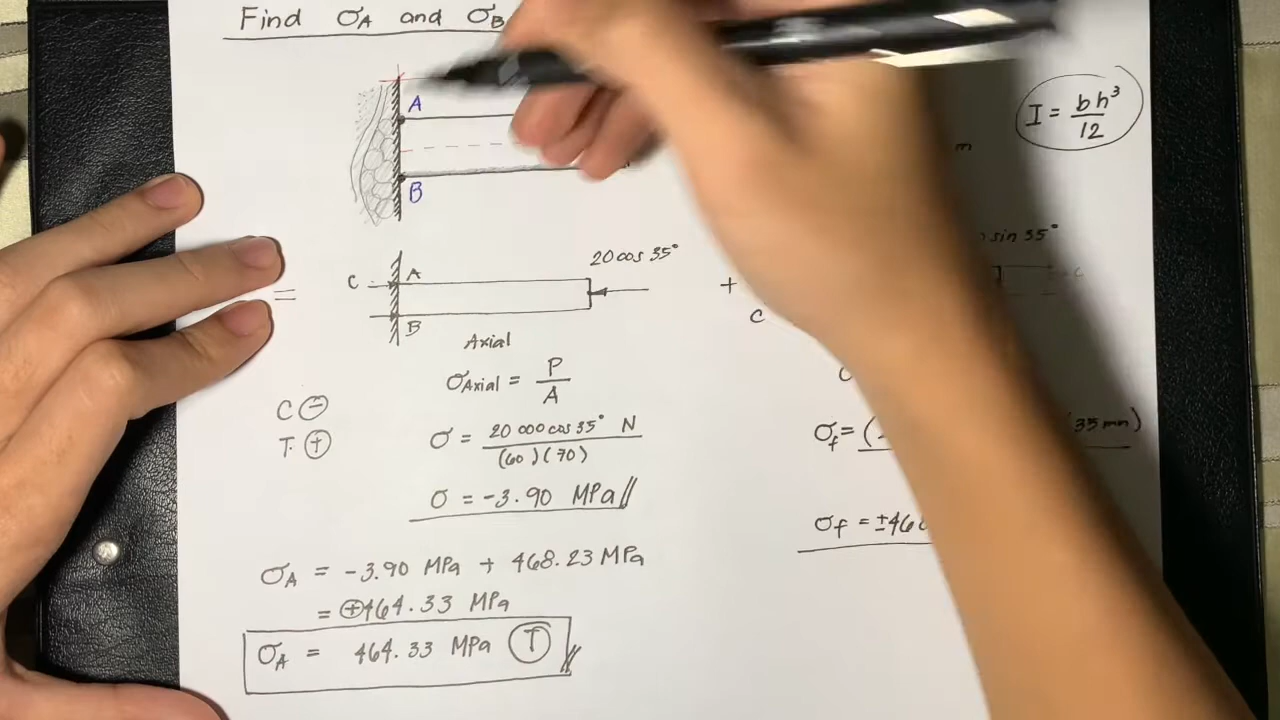 Find σA and σB
A
B
I = bh³/12
m
sin 35°
20 cos 35°
C
A
=
+
B
C
Axial
σAxial = P/A
C ⊖
T. ⊕
σ = 20 000 cos 35° N / (60)(70)
σf = (
(35 mm)
σ = -3.90 MPa
σf = ±46
σA = -3.90 MPa + 468.23 MPa
= ⊕464.33 MPa
σA = 464.33 MPa Ⓣ